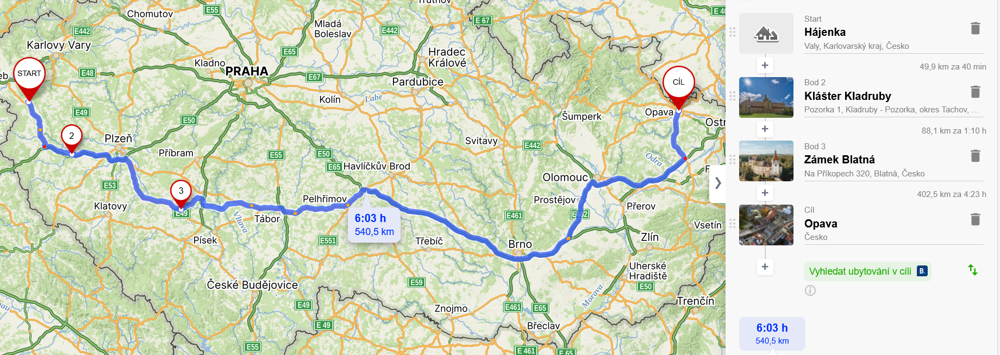 E55
Chomutov
Trutnov
E 67
E442
Mladá
Boleslav
E442
Karlovy Vary
E65
Hradec
Králové
START
E48
Kladno
PRAHA
E67
Pardubice
CÍL
Kolín
Labe
E49
E50
Opava
Šumperk
2
Plzeň
Ostr
Svitavy
E442
Příbram
E55
E50
E65
Havlíčkův Brod
Odra
Olomouc
E53
3
Pelhřimov
Prostějov
Klatovy
E49
Vltava
Tábor
6:03 h
540,5 km
E461
E462
Přerov
Písek
E551
Třebíč
Brno
Zlín
Vsetín
Uherské
Hradiště
E50
České Budějovice
E59
Morava
Trenčín
E49
Znojmo
E461
E65
E 49
Břeclav
E55
E 461
E 65
Start
Hájenka
Valy, Karlovarský kraj, Česko
49,9 km za 40 min
Bod 2
Klášter Kladruby
Pozorka 1, Kladruby - Pozorka, okres Tachov, ...
88,1 km za 1:10 h
Bod 3
Zámek Blatná
Na Příkopech 320, Blatná, Česko
402,5 km za 4:23 h
Cíl
Opava
Česko
Vyhledat ubytování v cíli B.
6:03 h
540,5 km